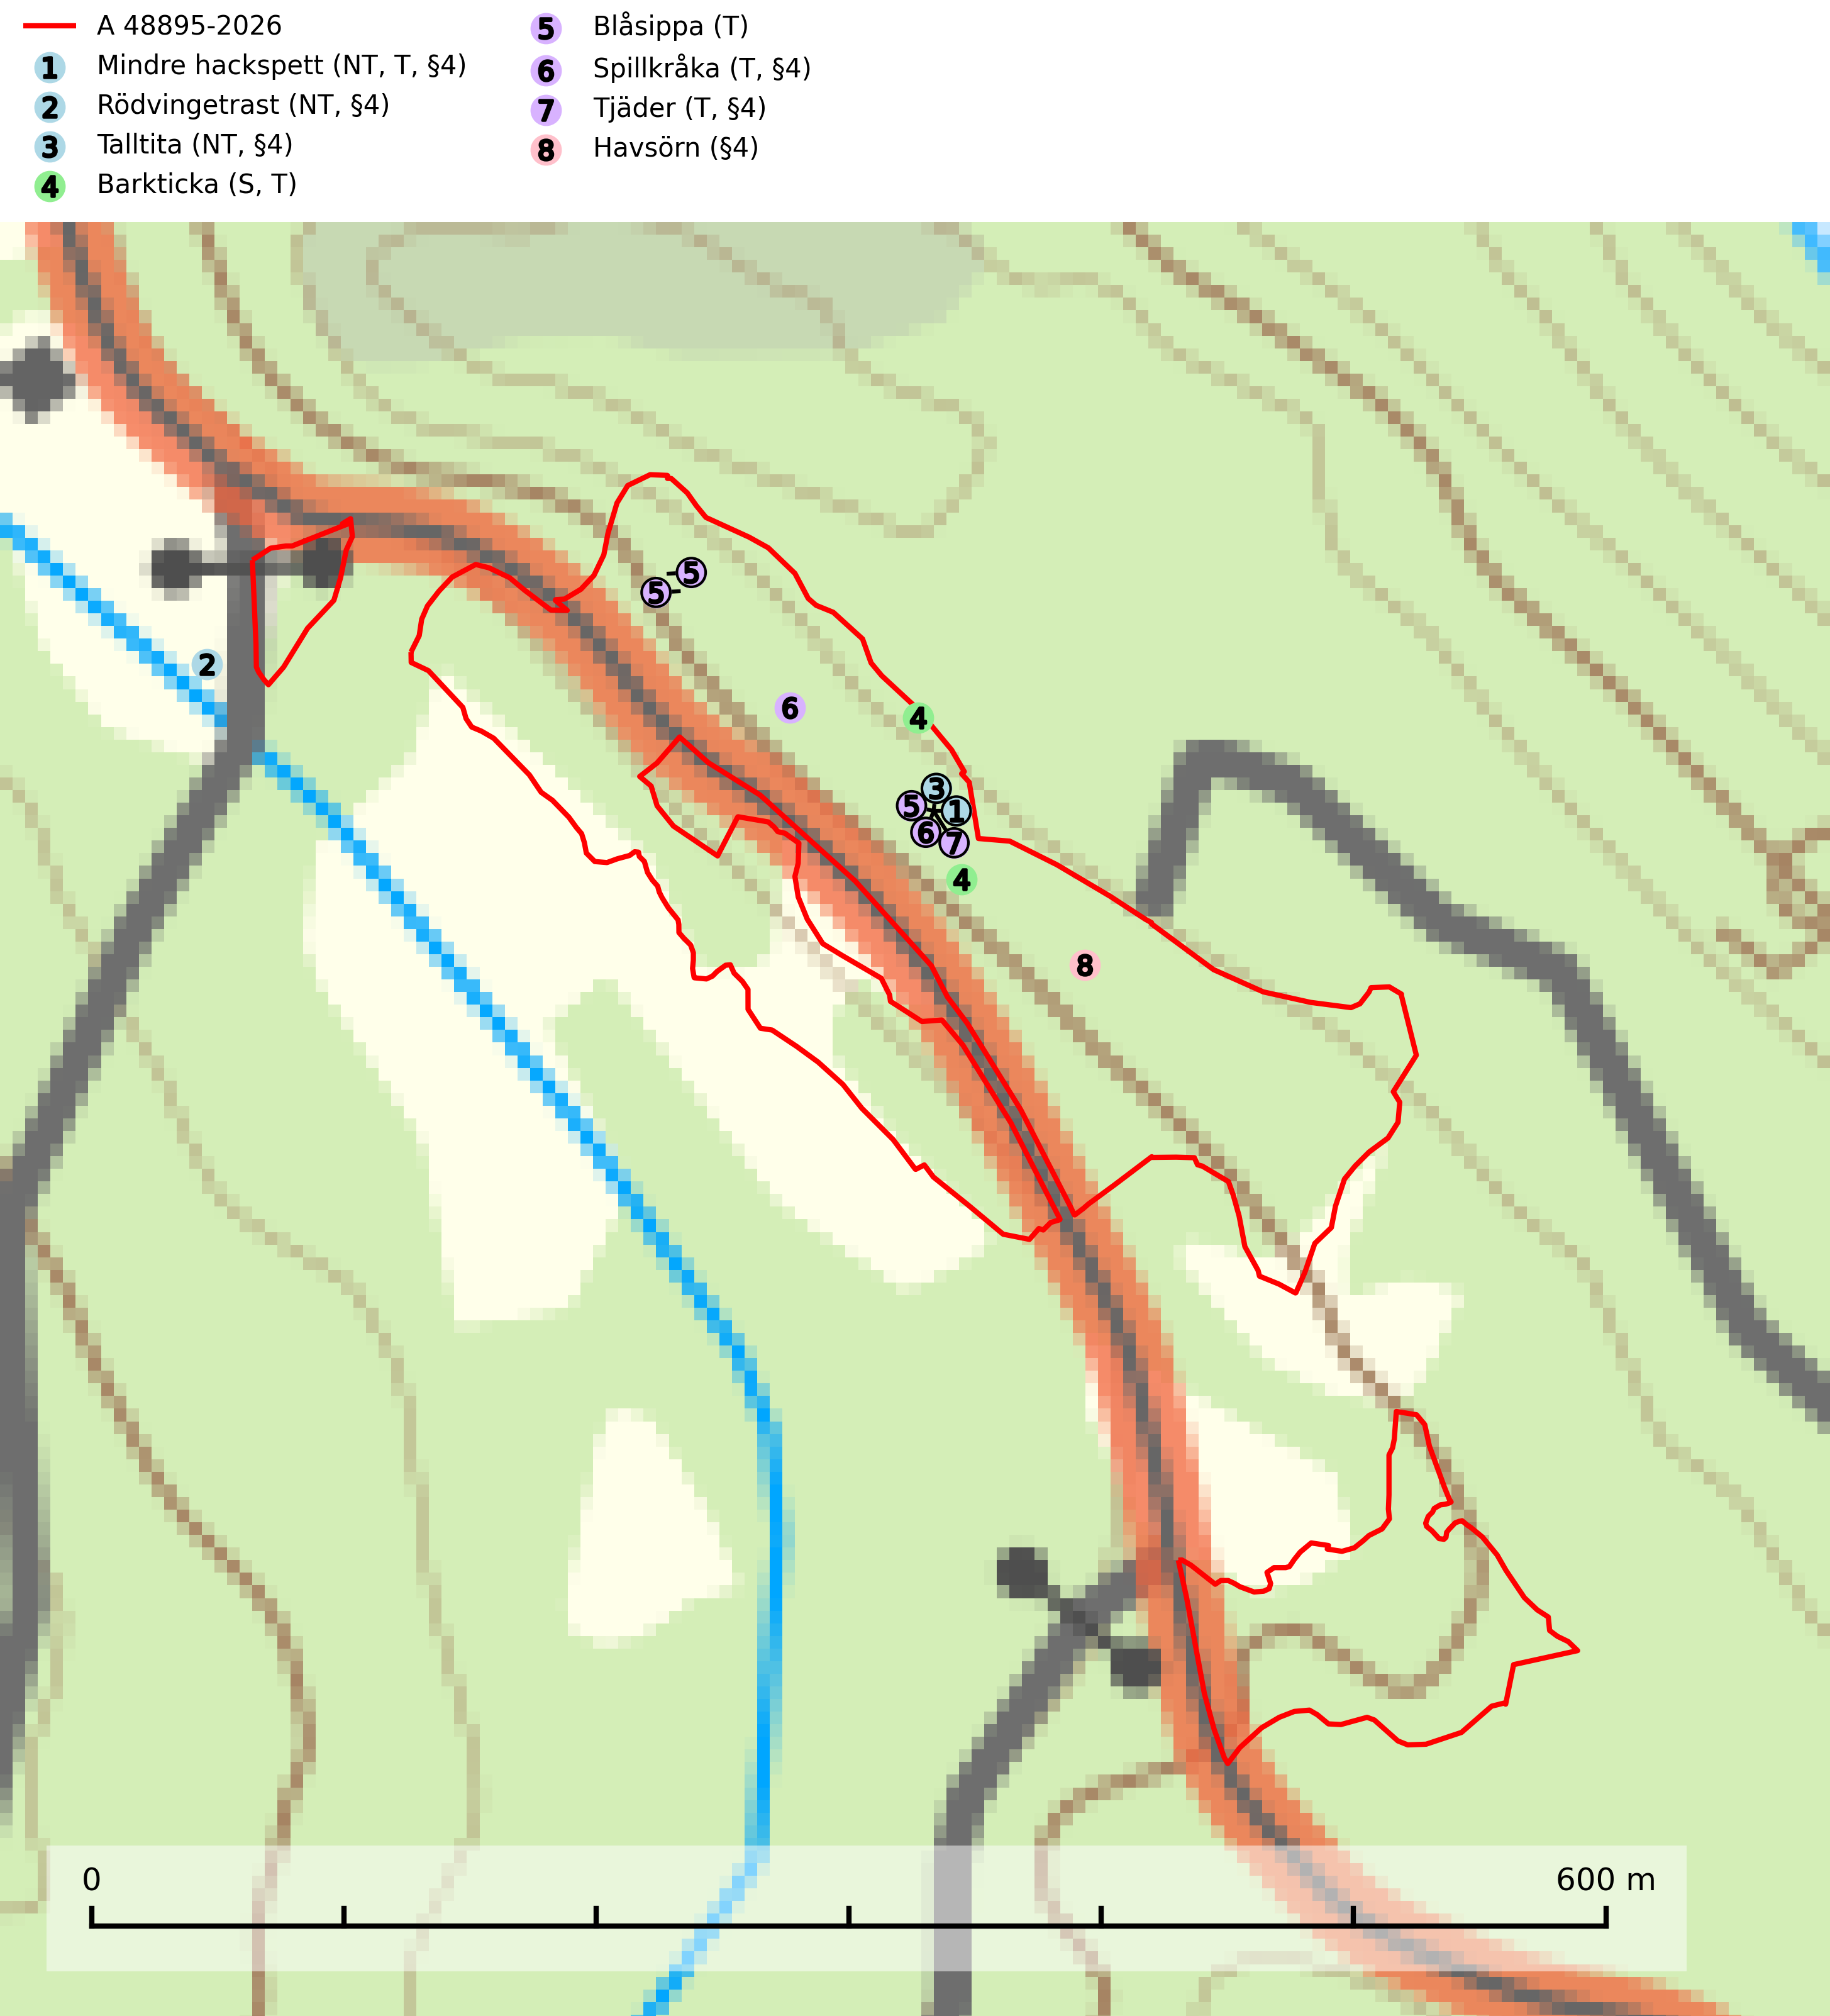 A 48895-2026
1 Mindre hackspett (NT, T, §4)
2 Rödvingetrast (NT, §4)
3 Talltita (NT, §4)
4 Barkticka (S, T)
5 Blåsippa (T)
6 Spillkråka (T, §4)
7 Tjäder (T, §4)
8 Havsörn (§4)
5
5
2
6
4
3
5
1
6
7
4
8
0
600 m